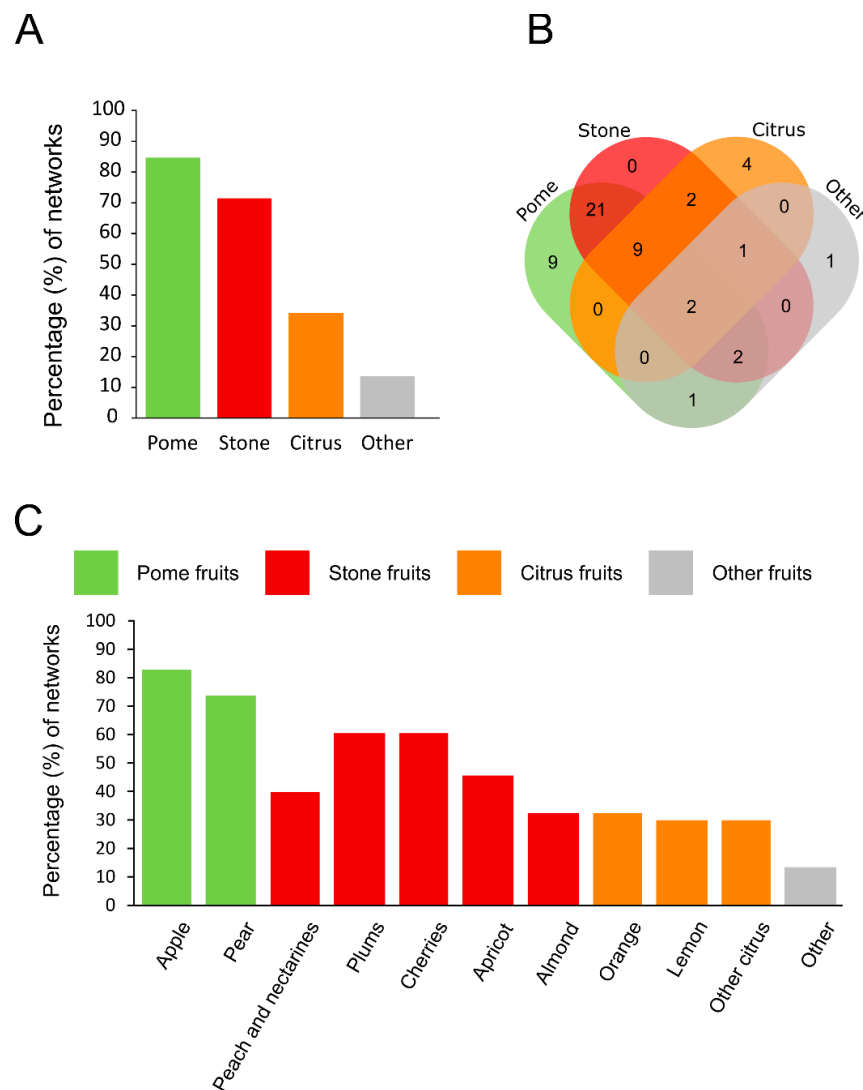 A
B
Percentage (%) of networks
100
90
80
70
60
50
40
30
20
10
0
Pome
Stone
Citrus
Other
Stone
Citrus
Pome
Other
0
4
21
2
0
9
9
1
1
0
2
0
0
2
1
C
Pome fruits
Stone fruits
Citrus fruits
Other fruits
Percentage (%) of networks
100
90
80
70
60
50
40
30
20
10
0
Apple
Pear
Peach and nectarines
Plums
Cherries
Apricot
Almond
Orange
Lemon
Other citrus
Other